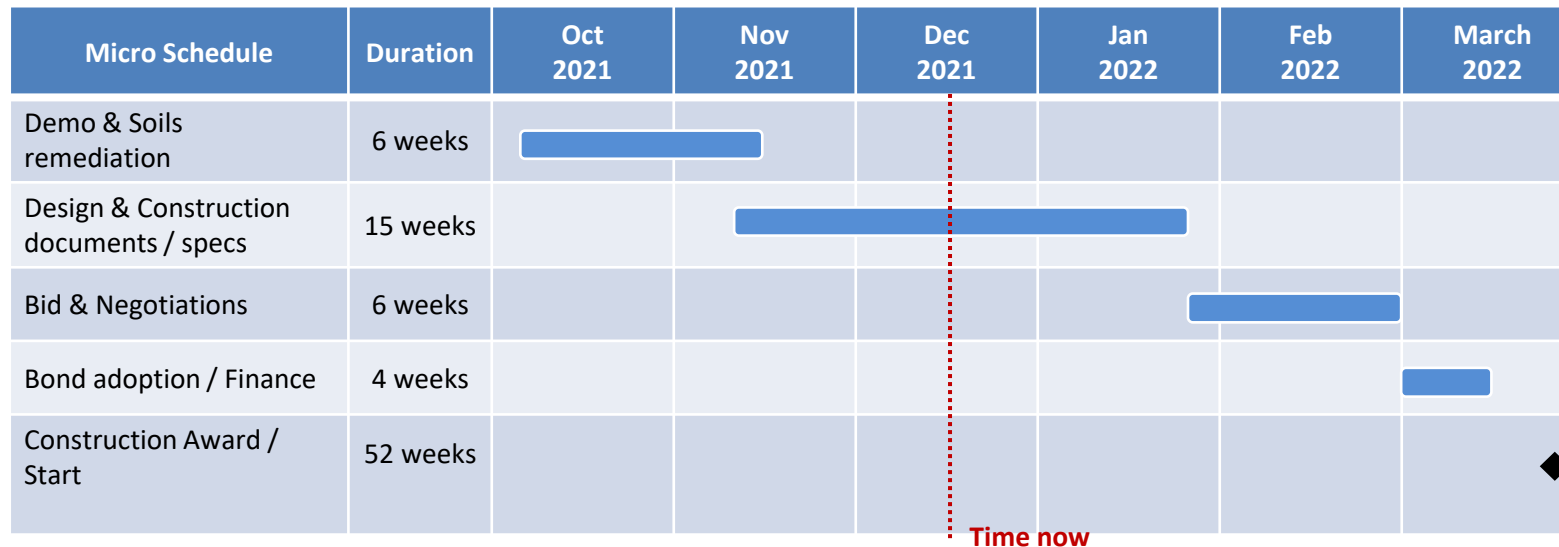 Micro Schedule Duration Oct 2021 Nov 2021 Dec 2021 Jan 2022 Feb 2022 March 2022
Demo & Soils
remediation
6 weeks
Design & Construction
documents / specs
15 weeks
Bid & Negotiations
6 weeks
Bond adoption / Finance
4 weeks
Construction Award /
Start
52 weeks
Time now